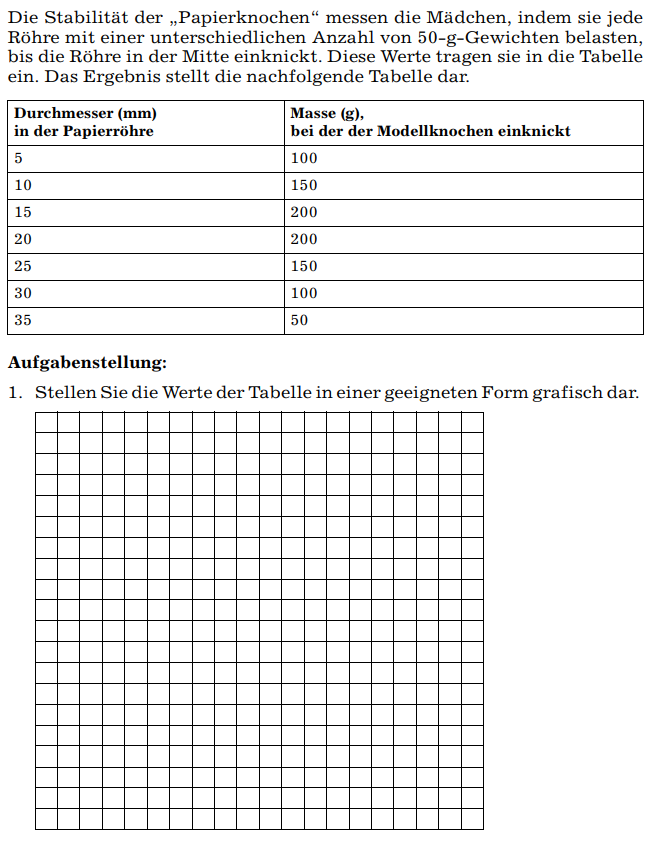 Die Stabilität der „Papierknochen“ messen die Mädchen, indem sie jede
Röhre mit einer unterschiedlichen Anzahl von 50-g-Gewichten belasten,
bis die Röhre in der Mitte einknickt. Diese Werte tragen sie in die Tabelle
ein. Das Ergebnis stellt die nachfolgende Tabelle dar.
Durchmesser (mm)
in der Papierröhre
Masse (g),
bei der der Modellknochen einknickt
5 100
10 150
15 200
20 200
25 150
30 100
35 50
Aufgabenstellung:
1. Stellen Sie die Werte der Tabelle in einer geeigneten Form grafisch dar.